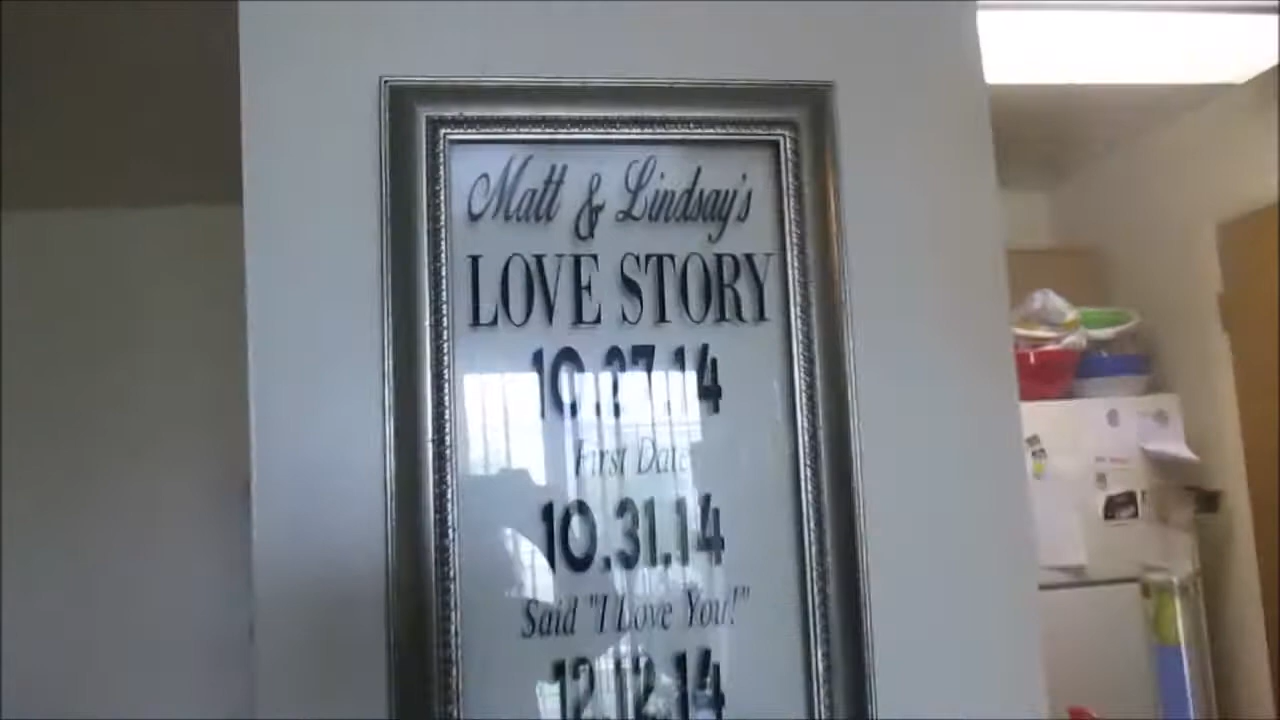 Matt & Lindsay's
LOVE STORY
10.27.14
First Date
10.31.14
Said "I Love You!"
12.12.14